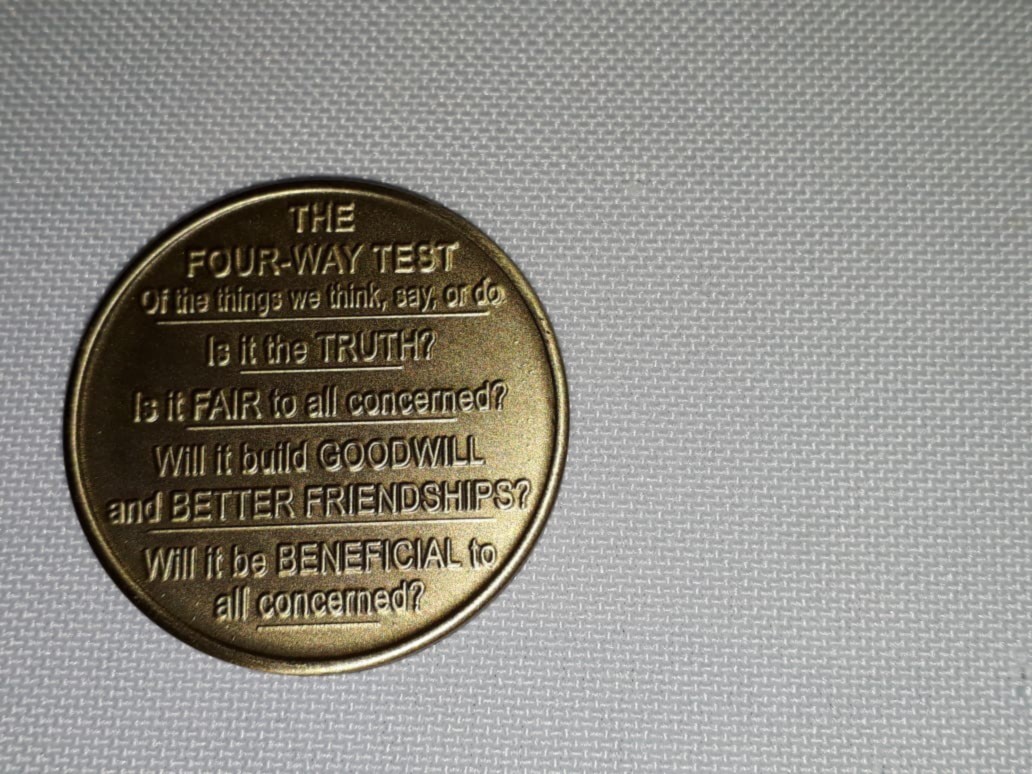 THE
FOUR-WAY TEST
Of the things we think, say, or do
Is it the TRUTH?
Is it FAIR to all concerned?
Will it build GOODWILL
and BETTER FRIENDSHIPS?
Will it be BENEFICIAL to
all concerned?